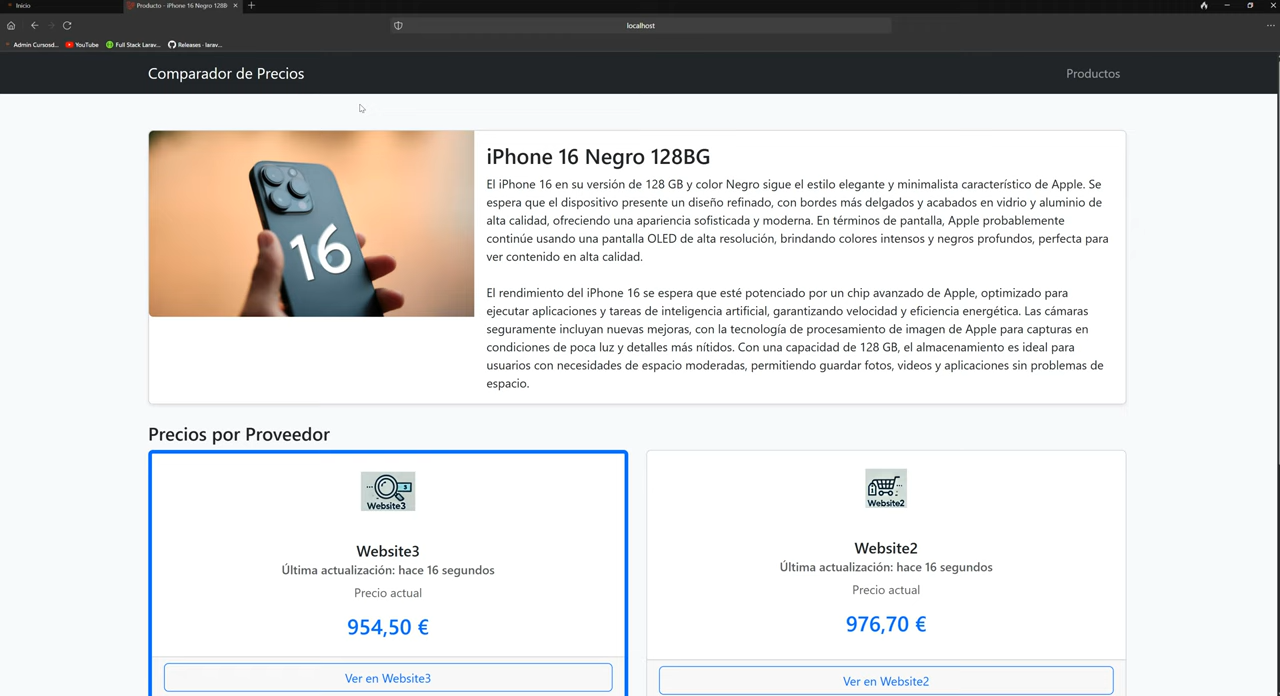 Inicio
Producto - iPhone 16 Negro 128B
localhost
Admin Cursosd...
YouTube
Full Stack Larav...
Releases · larav...
Comparador de Precios
Productos
16
iPhone 16 Negro 128BG
El iPhone 16 en su versión de 128 GB y color Negro sigue el estilo elegante y minimalista característico de Apple. Se
espera que el dispositivo presente un diseño refinado, con bordes más delgados y acabados en vidrio y aluminio de
alta calidad, ofreciendo una apariencia sofisticada y moderna. En términos de pantalla, Apple probablemente
continúe usando una pantalla OLED de alta resolución, brindando colores intensos y negros profundos, perfecta para
ver contenido en alta calidad.
El rendimiento del iPhone 16 se espera que esté potenciado por un chip avanzado de Apple, optimizado para
ejecutar aplicaciones y tareas de inteligencia artificial, garantizando velocidad y eficiencia energética. Las cámaras
seguramente incluyan nuevas mejoras, con la tecnología de procesamiento de imagen de Apple para capturas en
condiciones de poca luz y detalles más nítidos. Con una capacidad de 128 GB, el almacenamiento es ideal para
usuarios con necesidades de espacio moderadas, permitiendo guardar fotos, videos y aplicaciones sin problemas de
espacio.
Precios por Proveedor
3
Website3
Website3
Última actualización: hace 16 segundos
Precio actual
954,50 €
Ver en Website3
Website2
Website2
Última actualización: hace 16 segundos
Precio actual
976,70 €
Ver en Website2